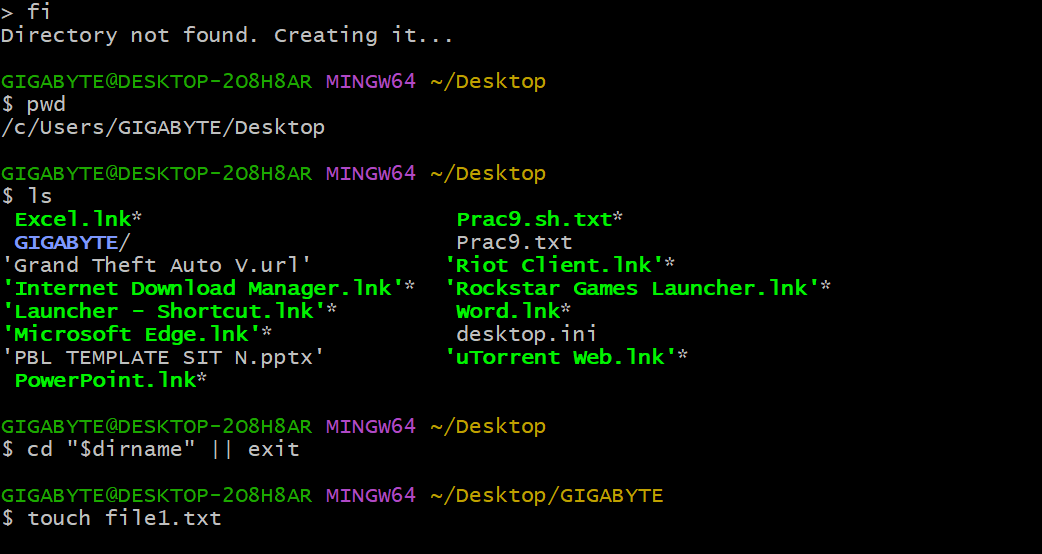 > fi
Directory not found. Creating it...
GIGABYTE@DESKTOP-2O8H8AR MINGW64 ~/Desktop
$ pwd
/c/Users/GIGABYTE/Desktop
GIGABYTE@DESKTOP-2O8H8AR MINGW64 ~/Desktop
$ ls
Excel.lnk* Prac9.sh.txt*
GIGABYTE/ Prac9.txt
'Grand Theft Auto V.url' 'Riot Client.lnk'*
'Internet Download Manager.lnk'* 'Rockstar Games Launcher.lnk'*
'Launcher - Shortcut.lnk'* Word.lnk*
'Microsoft Edge.lnk'* desktop.ini
'PBL TEMPLATE SIT N.pptx' 'uTorrent Web.lnk'*
PowerPoint.lnk*
GIGABYTE@DESKTOP-2O8H8AR MINGW64 ~/Desktop
$ cd "$dirname" || exit
GIGABYTE@DESKTOP-2O8H8AR MINGW64 ~/Desktop/GIGABYTE
$ touch file1.txt